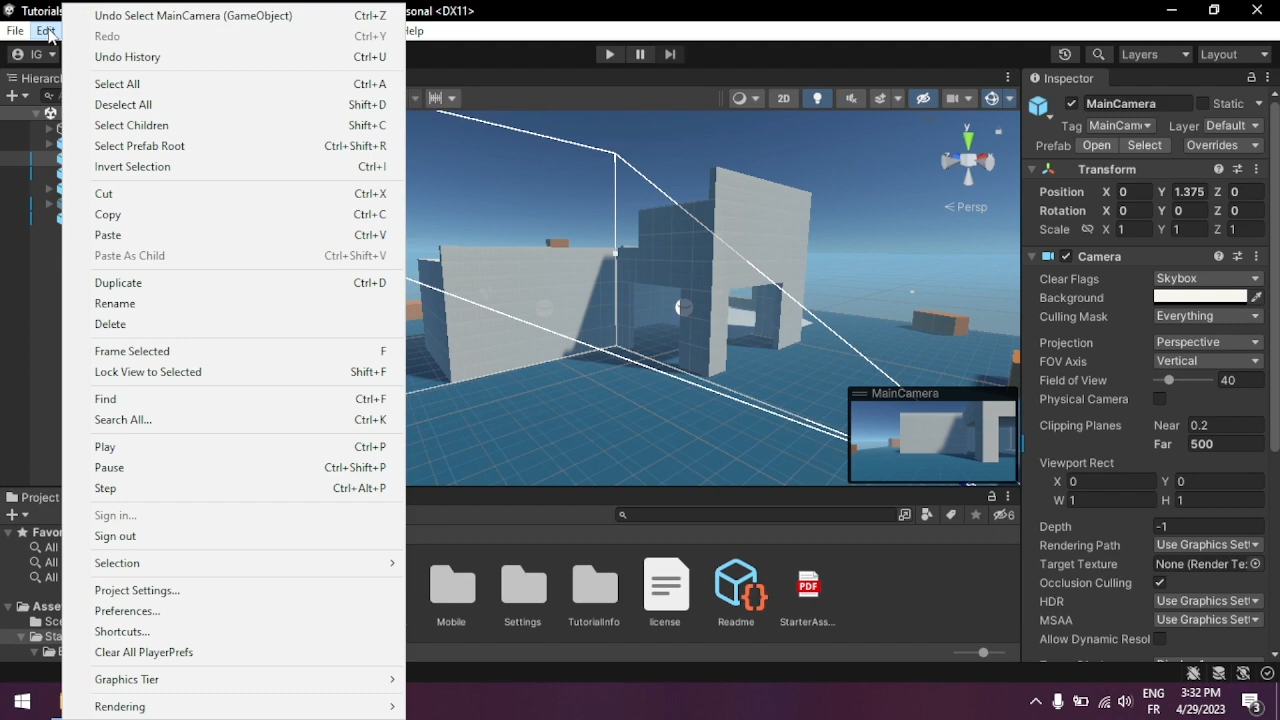 Tutorials
sonal <DX11>
File
Edit
Help
IG
Layers
Layout
Hierarch
Undo Select MainCamera (GameObject) Ctrl+Z
Redo Ctrl+Y
Undo History Ctrl+U
Select All Ctrl+A
Deselect All Shift+D
Select Children Shift+C
Select Prefab Root Ctrl+Shift+R
Invert Selection Ctrl+I
Cut Ctrl+X
Copy Ctrl+C
Paste Ctrl+V
Paste As Child Ctrl+Shift+V
Duplicate Ctrl+D
Rename
Delete
Frame Selected F
Lock View to Selected Shift+F
Find Ctrl+F
Search All... Ctrl+K
Play Ctrl+P
Pause Ctrl+Shift+P
Step Ctrl+Alt+P
Sign in...
Sign out
Selection
Project Settings...
Preferences...
Shortcuts...
Clear All PlayerPrefs
Graphics Tier
Rendering
2D
y
x
z
Persp
MainCamera
Project
Favor
All
All
All
Asset
Sce
Sta
6
Mobile
Settings
TutorialInfo
license
Readme
PDF
StarterAss...
Inspector
MainCamera Static
Tag MainCam Layer Default
Prefab Open Select Overrides
Transform
Position X 0 Y 1.375 Z 0
Rotation X 0 Y 0 Z 0
Scale X 1 Y 1 Z 1
Camera
Clear Flags Skybox
Background
Culling Mask Everything
Projection Perspective
FOV Axis Vertical
Field of View 40
Physical Camera
Clipping Planes Near 0.2
Far 500
Viewport Rect
X 0 Y 0
W 1 H 1
Depth -1
Rendering Path Use Graphics Sett
Target Texture None (Render Te:
Occlusion Culling
HDR Use Graphics Sett
MSAA Use Graphics Sett
Allow Dynamic Resol
ENG
FR
3:32 PM
4/29/2023
3